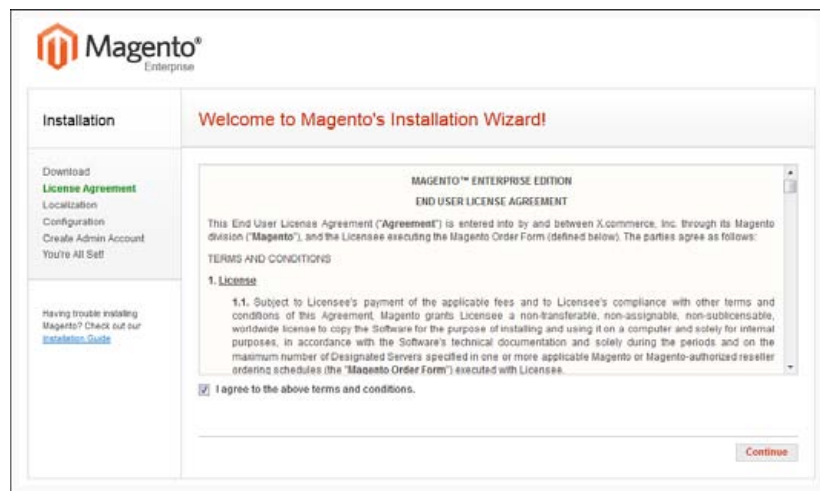 Magento®
Enterprise
Installation
Welcome to Magento's Installation Wizard!
Download
License Agreement
Localization
Configuration
Create Admin Account
You're All Set!
Having trouble installing
Magento? Check out our
Installation Guide
MAGENTO™ ENTERPRISE EDITION
END USER LICENSE AGREEMENT
This End User License Agreement ("Agreement") is entered into by and between X.commerce, Inc. through its Magento
division ("Magento"), and the Licensee executing the Magento Order Form (defined below). The parties agree as follows:
TERMS AND CONDITIONS
1. License
1.1. Subject to Licensee's payment of the applicable fees and to Licensee's compliance with other terms and
conditions of this Agreement, Magento grants Licensee a non-transferable, non-assignable, non-sublicensable,
worldwide license to copy the Software for the purpose of installing and using it on a computer and solely for internal
purposes, in accordance with the Software's technical documentation and solely during the periods and on the
maximum number of Designated Servers specified in one or more applicable Magento or Magento-authorized reseller
ordering schedules (the "Magento Order Form") executed with Licensee.
I agree to the above terms and conditions.
Continue